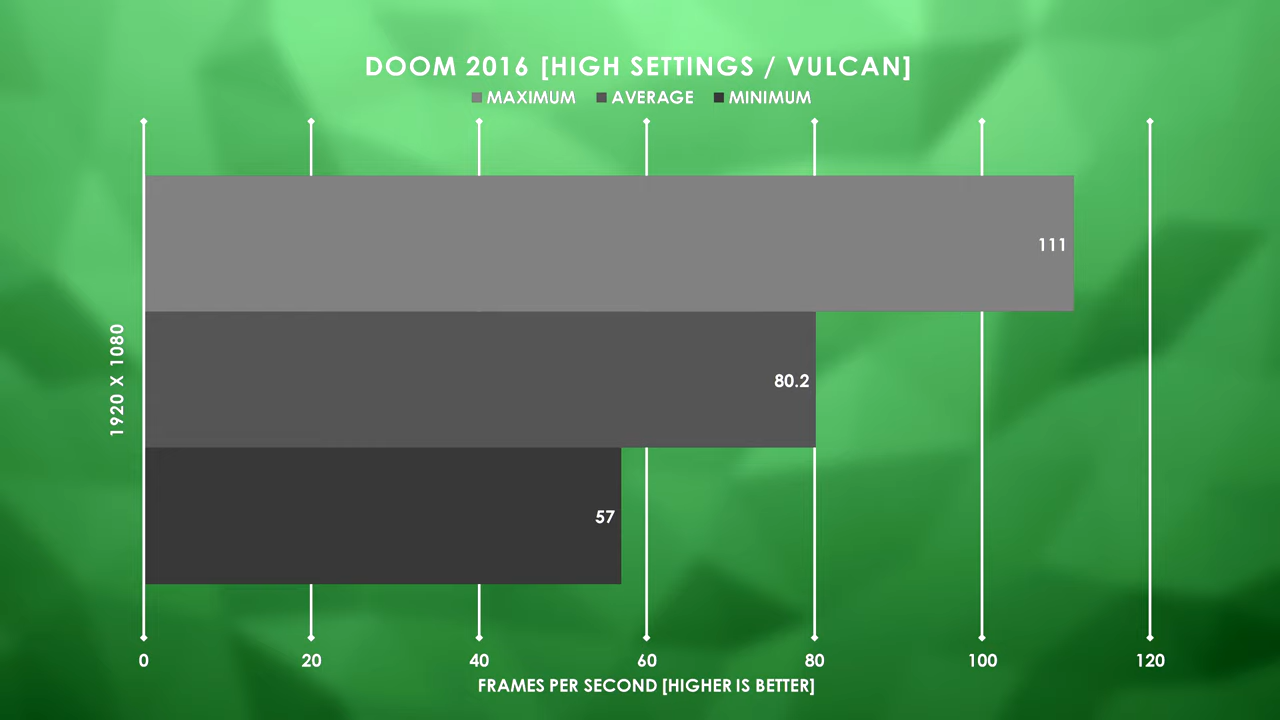 DOOM 2016 [HIGH SETTINGS / VULCAN]
MAXIMUM AVERAGE MINIMUM
111
1920 X 1080
80.2
57
0 20 40 60 80 100 120
FRAMES PER SECOND [HIGHER IS BETTER]